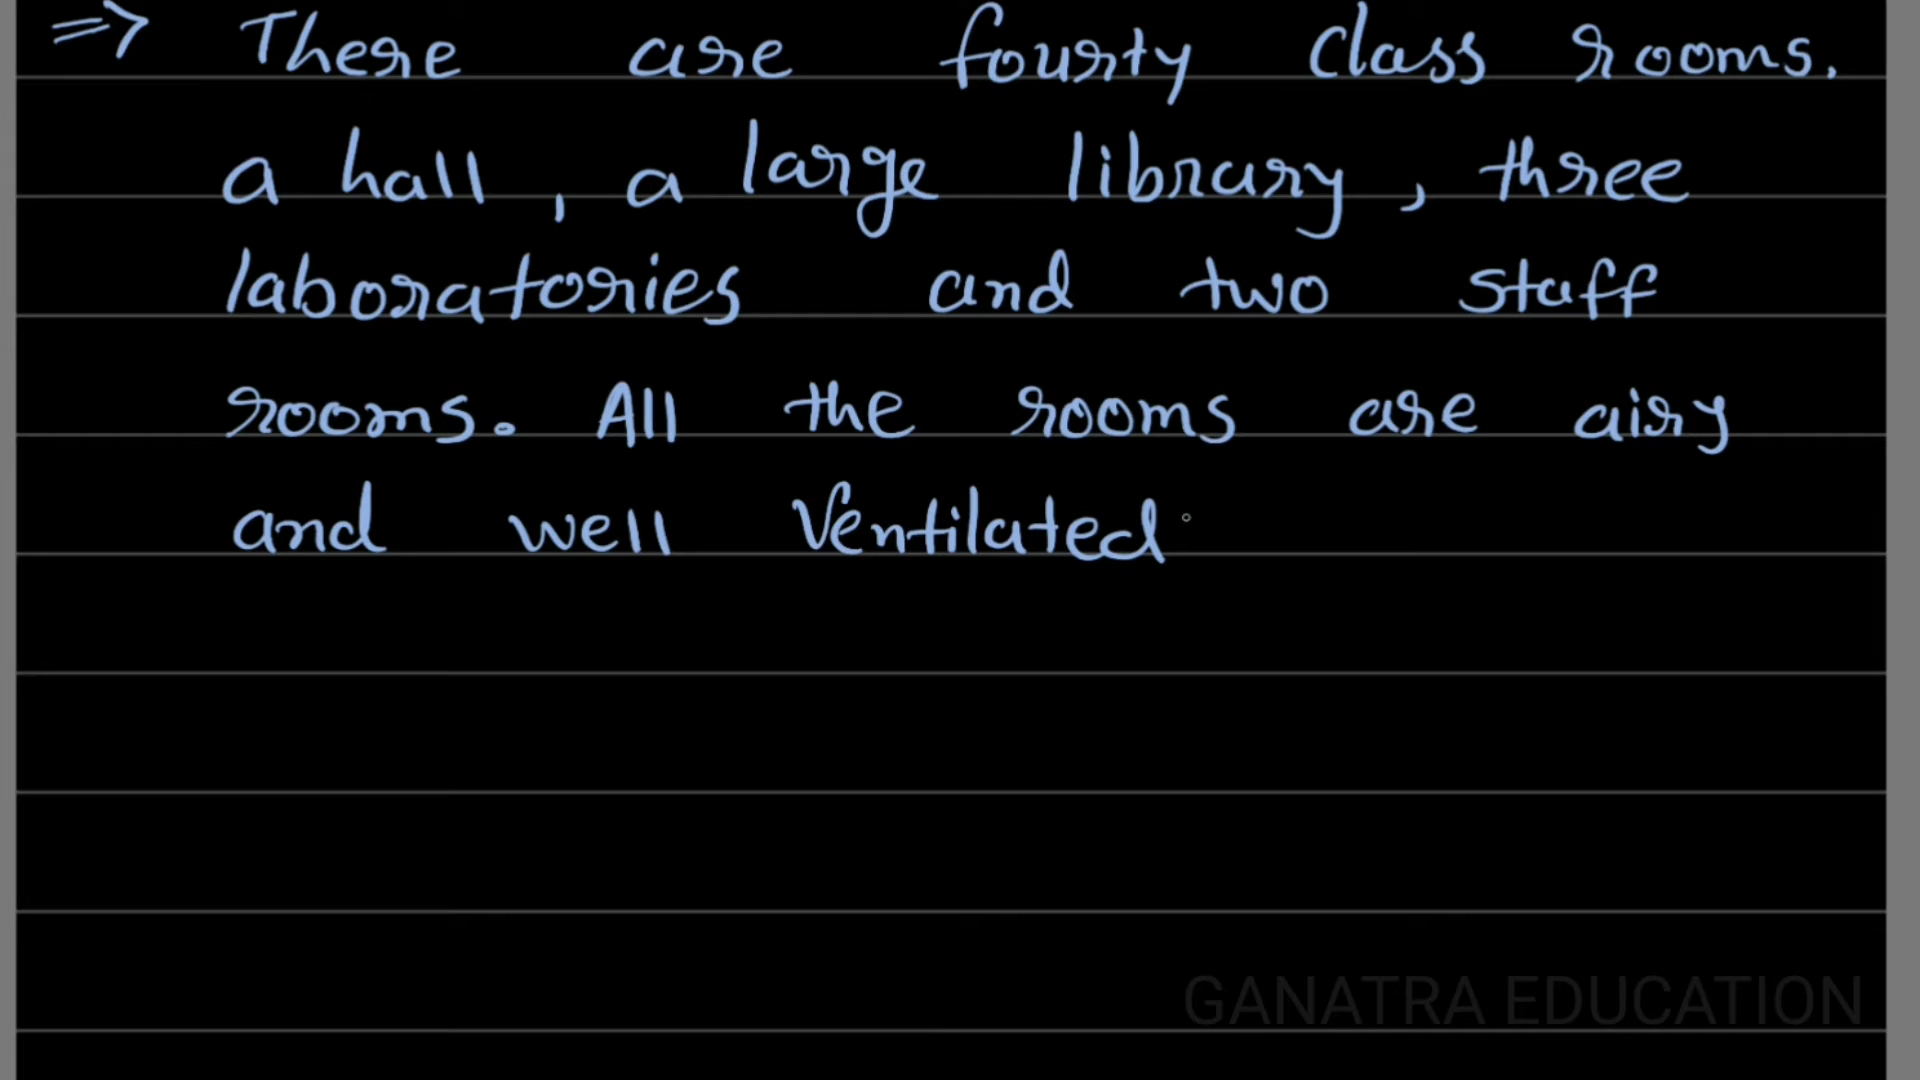 => There are fourty class rooms.
a hall, a large library, three
laboratories and two staff
rooms. All the rooms are airy
and well Ventilated
GANATRA EDUCATION